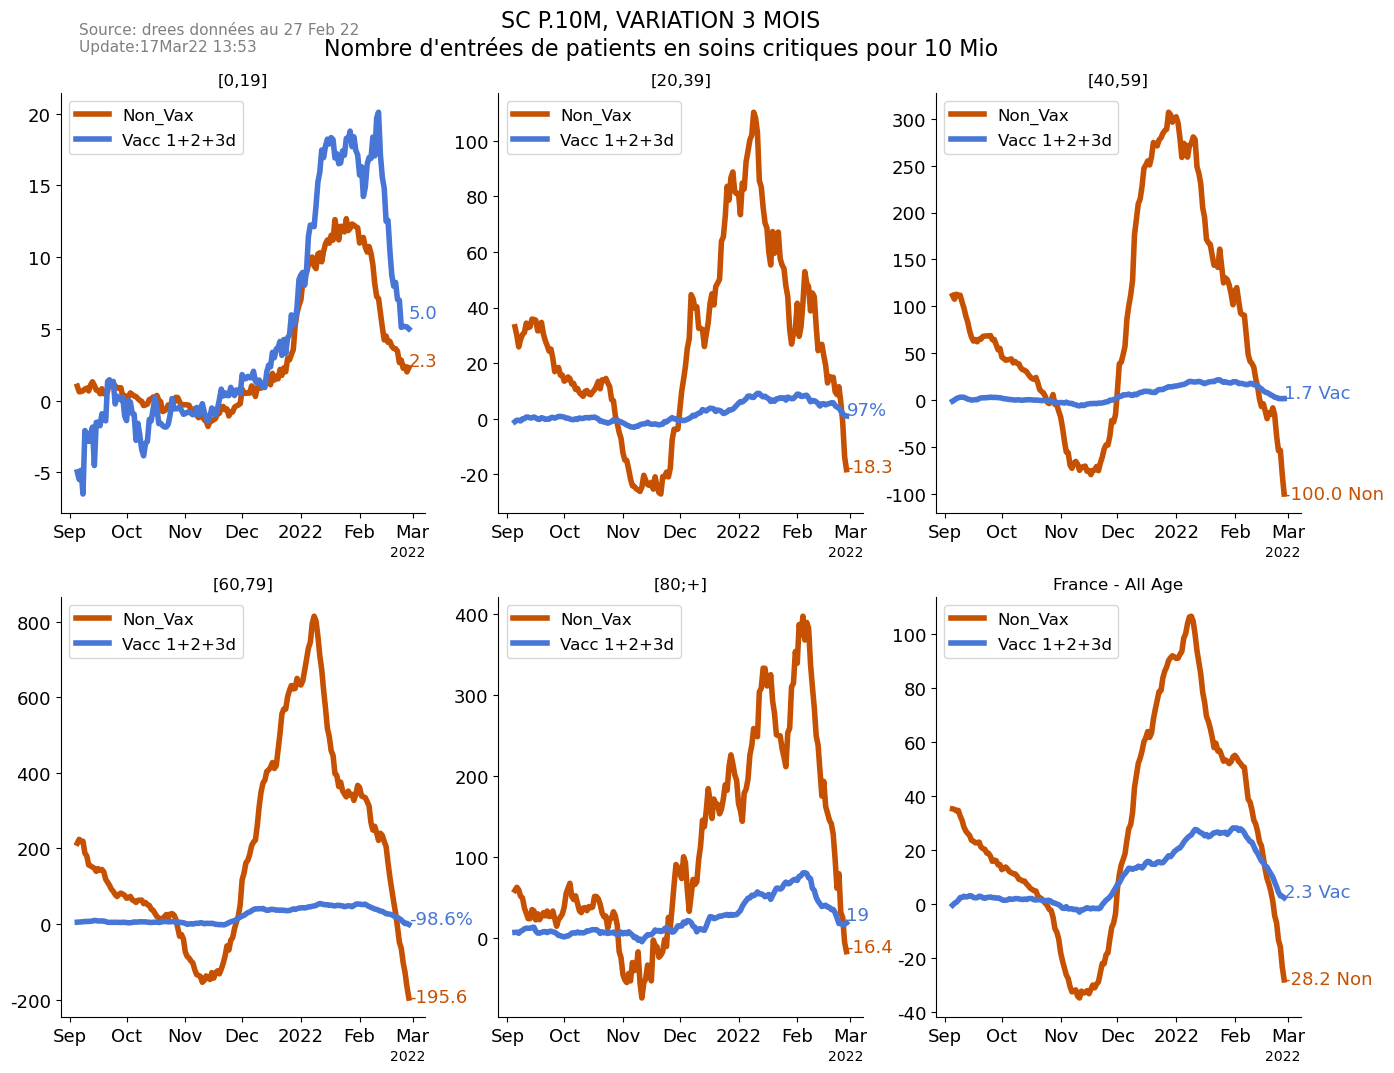 SC P.10M, VARIATION 3 MOIS
Nombre d'entrées de patients en soins critiques pour 10 Mio
Source: drees données au 27 Feb 22
Update:17Mar22 13:53
[0,19]
Non_Vax
Vacc 1+2+3d
20
15
10
5
0
-5
5.0
2.3
Sep Oct Nov Dec 2022 Feb Mar
2022
[20,39]
Non_Vax
Vacc 1+2+3d
100
80
60
40
20
0
-20
97%
-18.3
Sep Oct Nov Dec 2022 Feb Mar
2022
[40,59]
Non_Vax
Vacc 1+2+3d
300
250
200
150
100
50
0
-50
-100
1.7 Vac
-100.0 Non
Sep Oct Nov Dec 2022 Feb Mar
2022
[60,79]
Non_Vax
Vacc 1+2+3d
800
600
400
200
0
-200
-98.6%
-195.6
Sep Oct Nov Dec 2022 Feb Mar
2022
[80;+]
Non_Vax
Vacc 1+2+3d
400
300
200
100
0
19
-16.4
Sep Oct Nov Dec 2022 Feb Mar
2022
France - All Age
Non_Vax
Vacc 1+2+3d
100
80
60
40
20
0
-20
-40
2.3 Vac
-28.2 Non
Sep Oct Nov Dec 2022 Feb Mar
2022